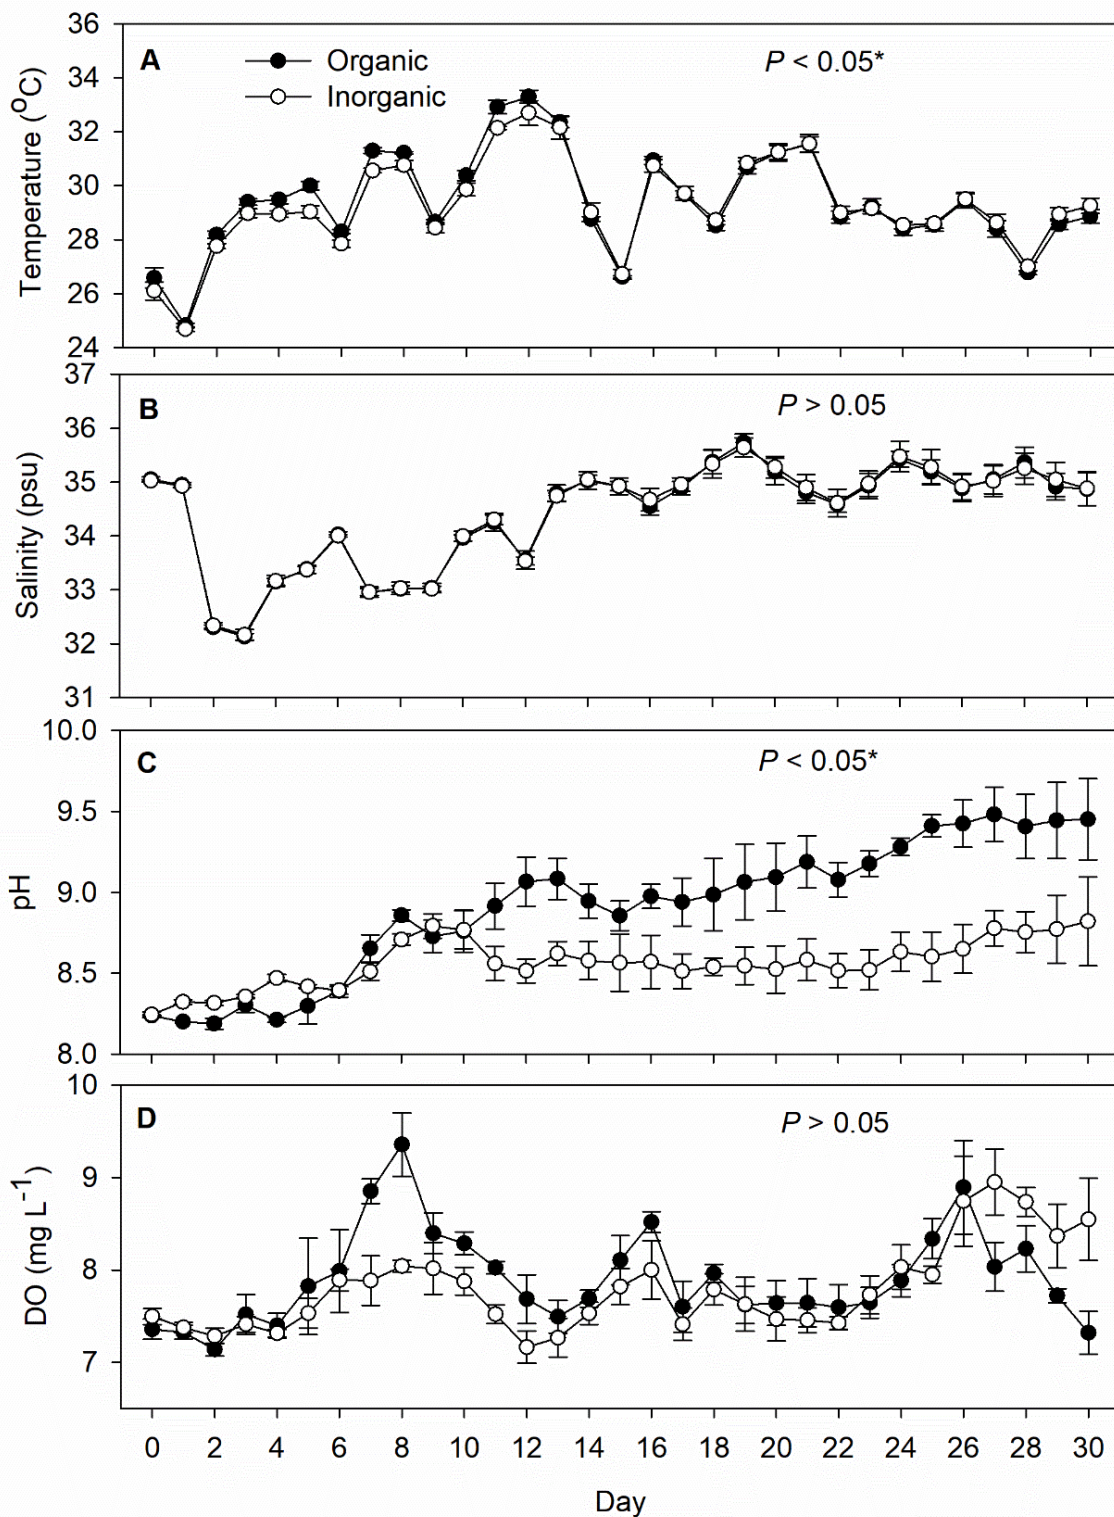 A
Organic
Inorganic
P < 0.05*
Temperature (°C)
36
34
32
30
28
26
24
B
P > 0.05
Salinity (psu)
37
36
35
34
33
32
31
C
P < 0.05*
pH
10.0
9.5
9.0
8.5
8.0
D
P > 0.05
DO (mg L⁻¹)
10
9
8
7
0 2 4 6 8 10 12 14 16 18 20 22 24 26 28 30
Day